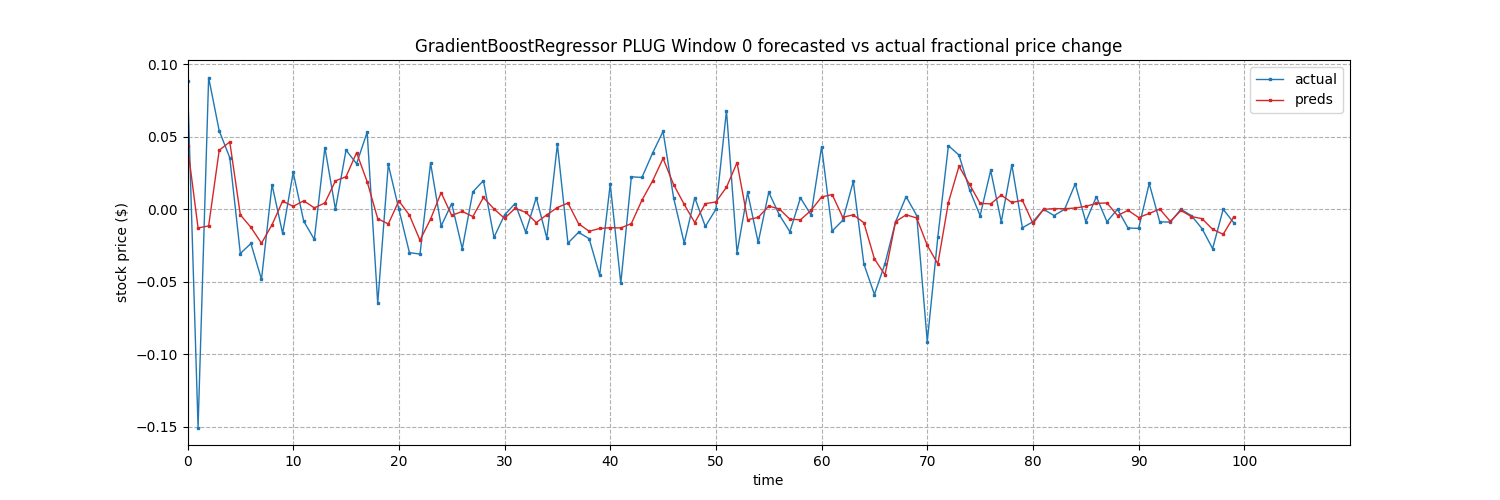 GradientBoostRegressor PLUG Window 0 forecasted vs actual fractional price change
actual
preds
0.10
0.05
0.00
−0.05
−0.10
−0.15
stock price ($)
0 10 20 30 40 50 60 70 80 90 100
time